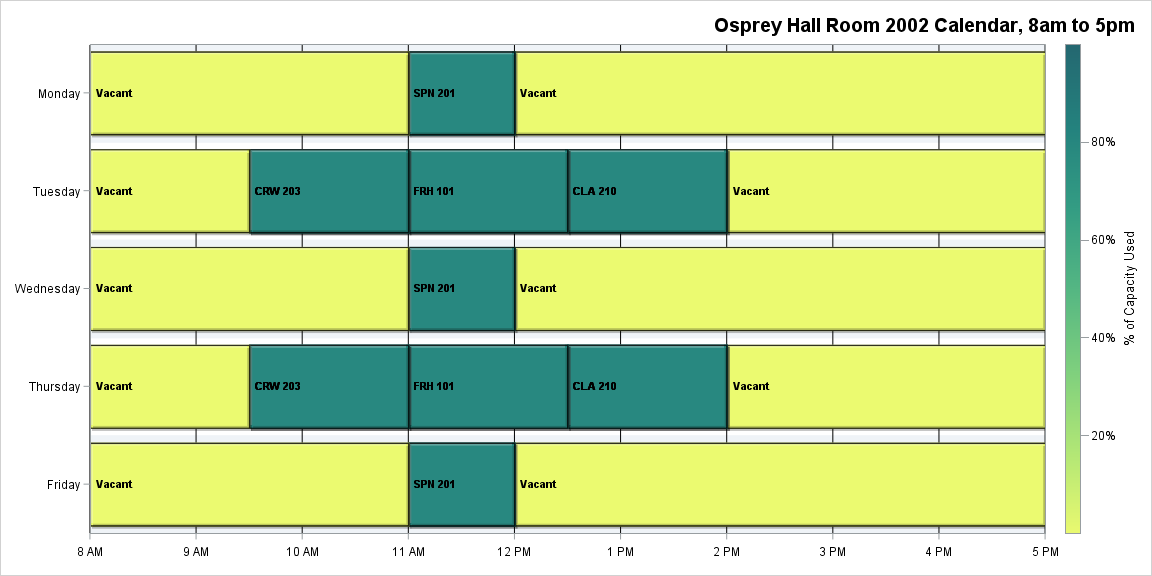 Osprey Hall Room 2002 Calendar, 8am to 5pm
Monday
Vacant
SPN 201
Vacant
Tuesday
Vacant
CRW 203
FRH 101
CLA 210
Vacant
Wednesday
Vacant
SPN 201
Vacant
Thursday
Vacant
CRW 203
FRH 101
CLA 210
Vacant
Friday
Vacant
SPN 201
Vacant
8 AM
9 AM
10 AM
11 AM
12 PM
1 PM
2 PM
3 PM
4 PM
5 PM
80%
60%
40%
20%
% of Capacity Used